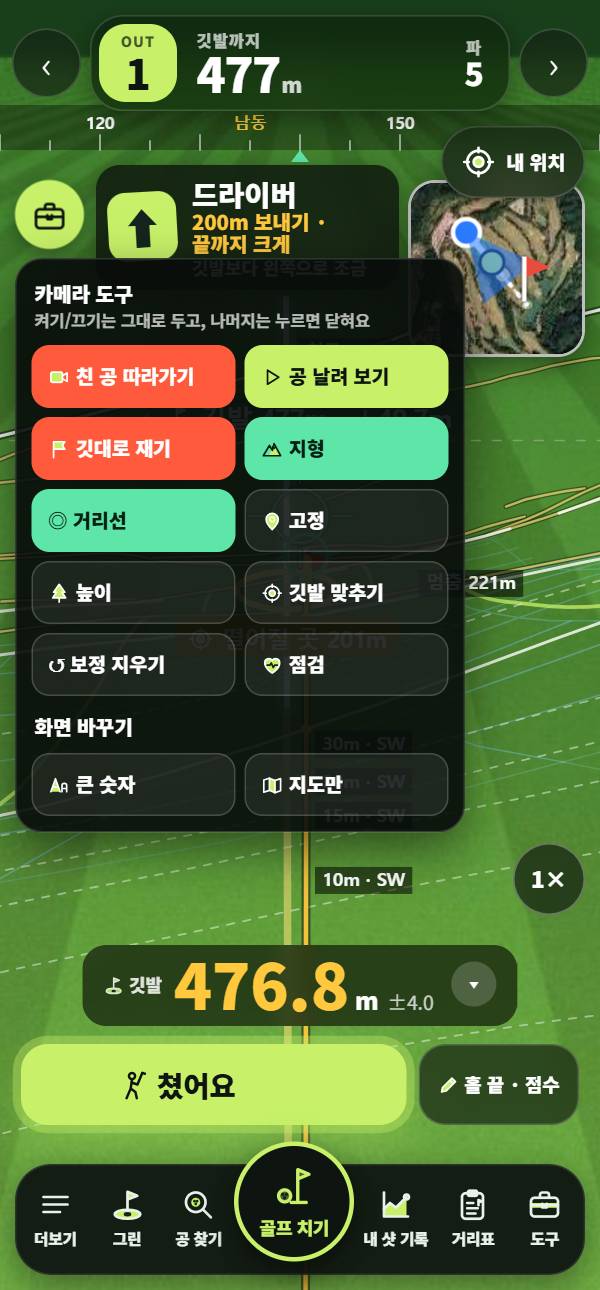 OUT
1
깃발까지
477m
파
5
120
남동
150
내 위치
드라이버
200m 보내기 ·
끝까지 크게
깃발보다 왼쪽으로 조금
카메라 도구
켜기/끄기는 그대로 두고, 나머지는 누르면 닫혀요
친 공 따라가기
공 날려 보기
깃대로 재기
지형
거리선
고정
높이
깃발 맞추기
멈춤 221m
떨어질 곳 201m
보정 지우기
점검
화면 바꾸기
30m · SW
큰 숫자
지도만
15m · SW
10m · SW
1×
깃발 476.8 m ±4.0
쳤어요
홀 끝 · 점수
더보기
그린
공 찾기
골프 치기
내 샷 기록
거리표
도구